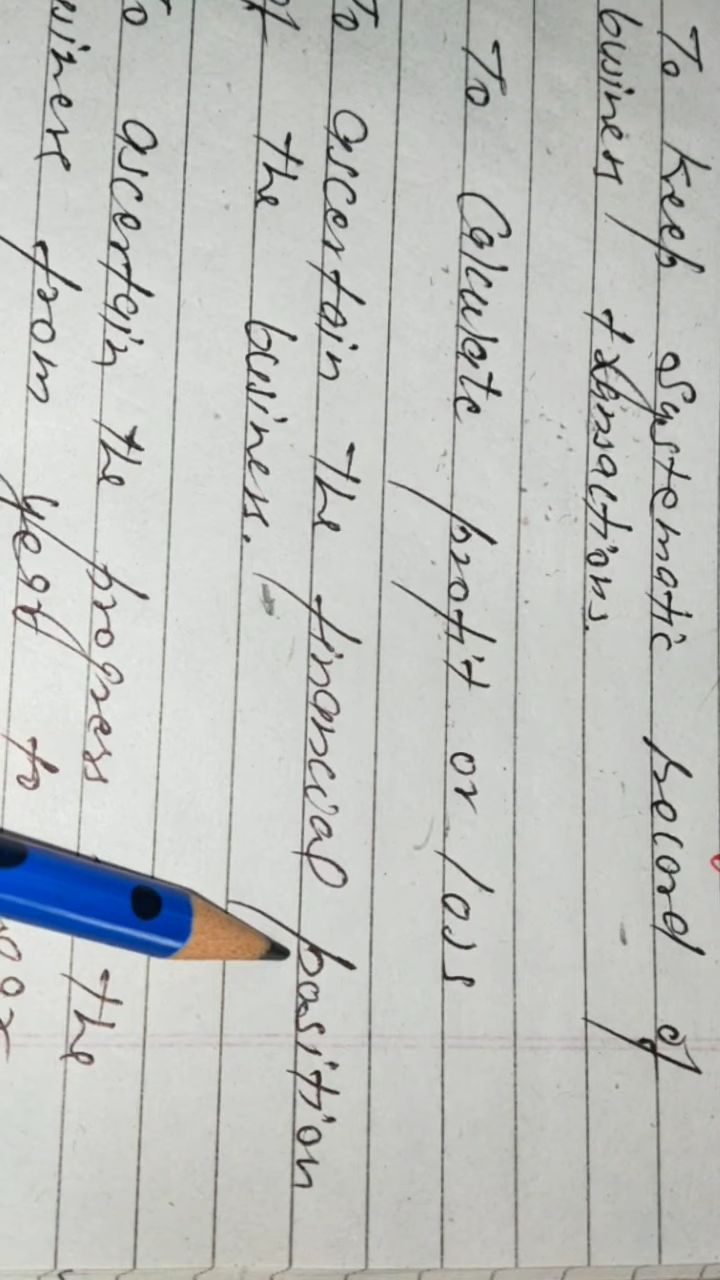 To keep systematic record of
business transactions.
To Calculate profit or loss
To ascertain the financial position
of the business.
To ascertain the progress the
business from year to